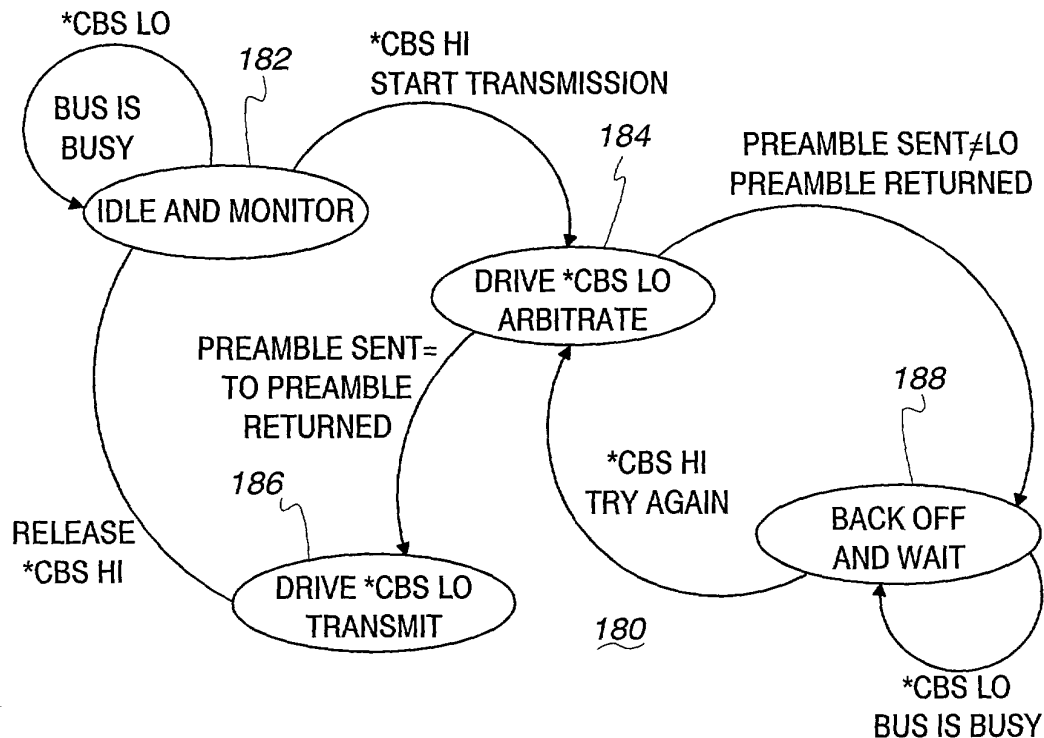 *CBS LO
BUS IS
BUSY
182
*CBS HI
START TRANSMISSION
184
PREAMBLE SENT≠LO
PREAMBLE RETURNED
IDLE AND MONITOR
DRIVE *CBS LO
ARBITRATE
PREAMBLE SENT=
TO PREAMBLE
RETURNED
188
*CBS HI
TRY AGAIN
186
BACK OFF
AND WAIT
RELEASE
*CBS HI
DRIVE *CBS LO
TRANSMIT
180
*CBS LO
BUS IS BUSY